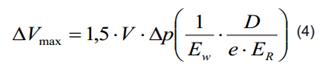 ΔV_max = 1,5 · V · Δp(1/E_w · D/(e · E_R)) (4)